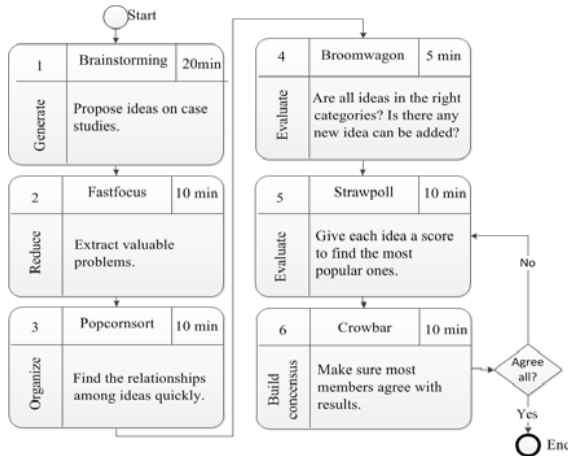 Start
1 Brainstorming 20min
Generate
Propose ideas on case
studies.
2 Fastfocus 10 min
Reduce
Extract valuable
problems.
3 Popcornsort 10 min
Organize
Find the relationships
among ideas quickly.
4 Broomwagon 5 min
Evaluate
Are all ideas in the right
categories? Is there any
new idea can be added?
5 Strawpoll 10 min
Evaluate
Give each idea a score
to find the most
popular ones.
6 Crowbar 10 min
Build
concensus
Make sure most
members agree with
results.
No
Agree
all?
Yes
End